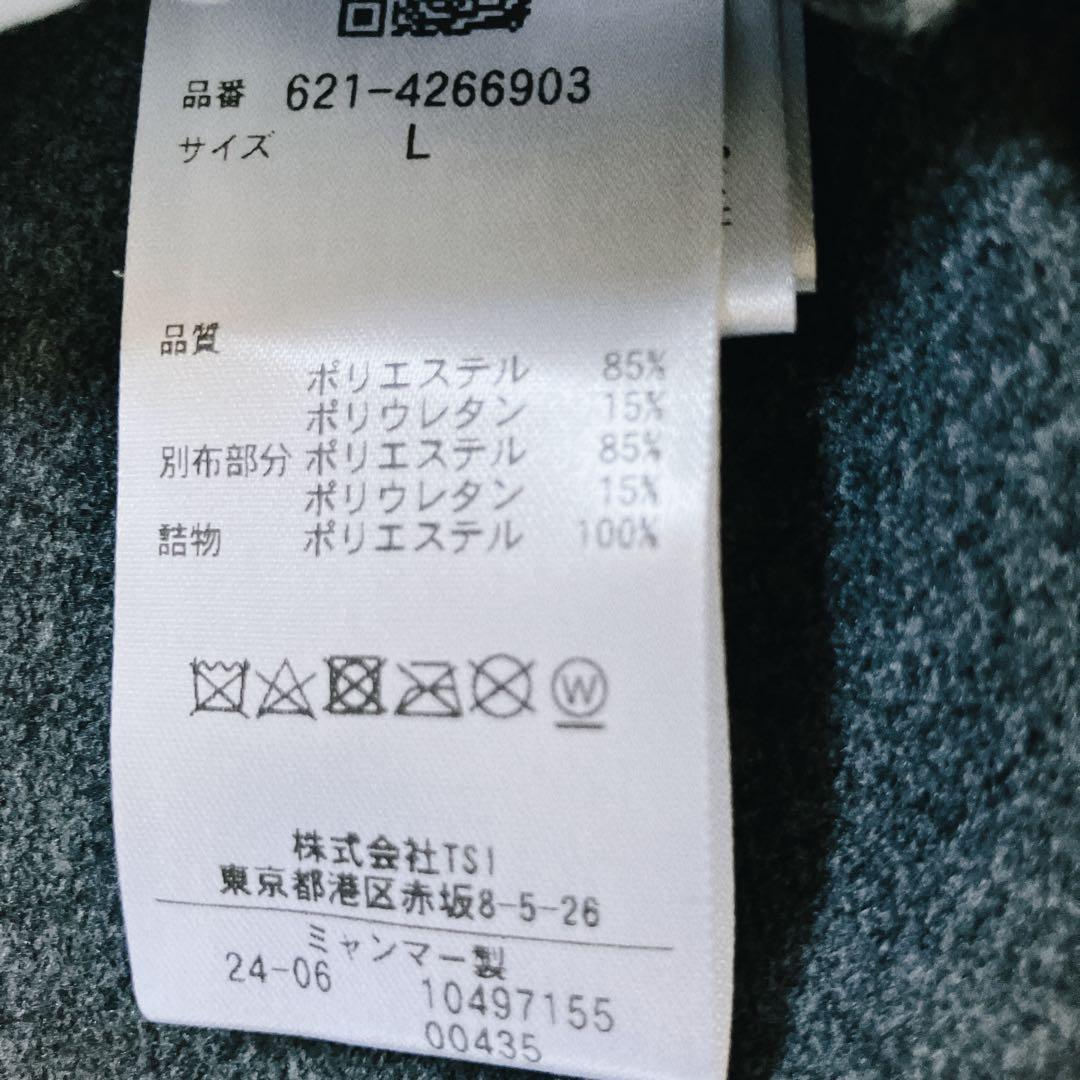 品番 621-4266903
サイズ L
品質
ポリエステル 85%
ポリウレタン 15%
別布部分 ポリエステル 85%
ポリウレタン 15%
詰物 ポリエステル 100%
W
株式会社TSI
東京都港区赤坂8-5-26
ミャンマー製
24-06 10497155
00435